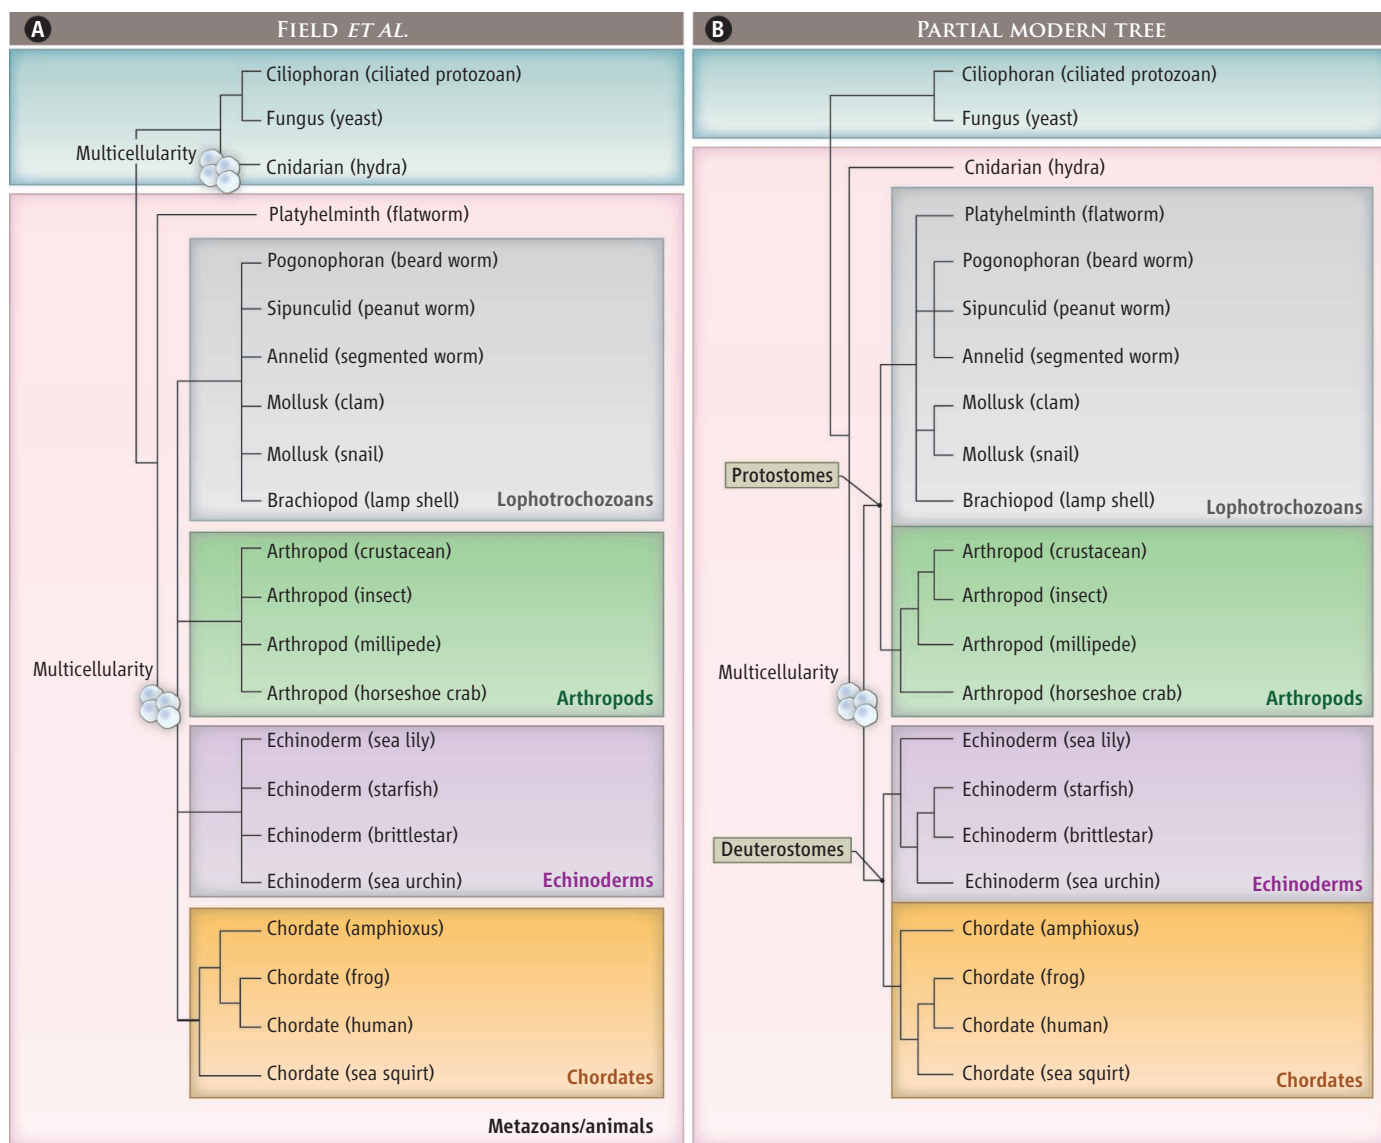 A FIELD ET AL.
Ciliophoran (ciliated protozoan)
Fungus (yeast)
Multicellularity
Cnidarian (hydra)
Platyhelminth (flatworm)
Pogonophoran (beard worm)
Sipunculid (peanut worm)
Annelid (segmented worm)
Mollusk (clam)
Mollusk (snail)
Brachiopod (lamp shell)
Lophotrochozoans
Arthropod (crustacean)
Arthropod (insect)
Arthropod (millipede)
Multicellularity
Arthropod (horseshoe crab)
Arthropods
Echinoderm (sea lily)
Echinoderm (starfish)
Echinoderm (brittlestar)
Echinoderm (sea urchin)
Echinoderms
Chordate (amphioxus)
Chordate (frog)
Chordate (human)
Chordate (sea squirt)
Chordates
Metazoans/animals
B PARTIAL MODERN TREE
Ciliophoran (ciliated protozoan)
Fungus (yeast)
Cnidarian (hydra)
Platyhelminth (flatworm)
Pogonophoran (beard worm)
Sipunculid (peanut worm)
Annelid (segmented worm)
Mollusk (clam)
Mollusk (snail)
Protostomes
Brachiopod (lamp shell)
Lophotrochozoans
Arthropod (crustacean)
Arthropod (insect)
Arthropod (millipede)
Multicellularity
Arthropod (horseshoe crab)
Arthropods
Echinoderm (sea lily)
Echinoderm (starfish)
Echinoderm (brittlestar)
Deuterostomes
Echinoderm (sea urchin)
Echinoderms
Chordate (amphioxus)
Chordate (frog)
Chordate (human)
Chordate (sea squirt)
Chordates